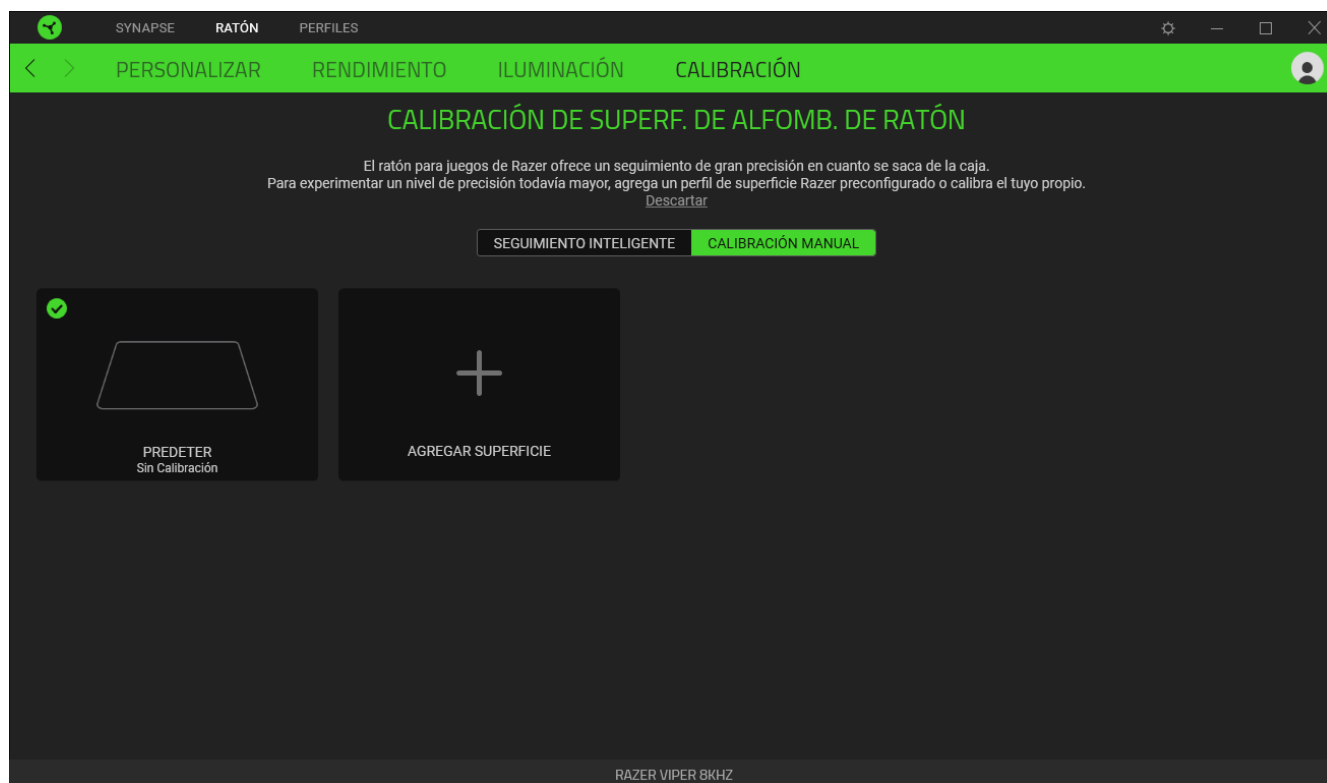 SYNAPSE RATÓN PERFILES
PERSONALIZAR RENDIMIENTO ILUMINACIÓN CALIBRACIÓN
CALIBRACIÓN DE SUPERF. DE ALFOMB. DE RATÓN
El ratón para juegos de Razer ofrece un seguimiento de gran precisión en cuanto se saca de la caja.
Para experimentar un nivel de precisión todavía mayor, agrega un perfil de superficie Razer preconfigurado o calibra el tuyo propio.
Descartar
SEGUIMIENTO INTELIGENTE CALIBRACIÓN MANUAL
PREDETER
Sin Calibración
AGREGAR SUPERFICIE
RAZER VIPER 8KHZ